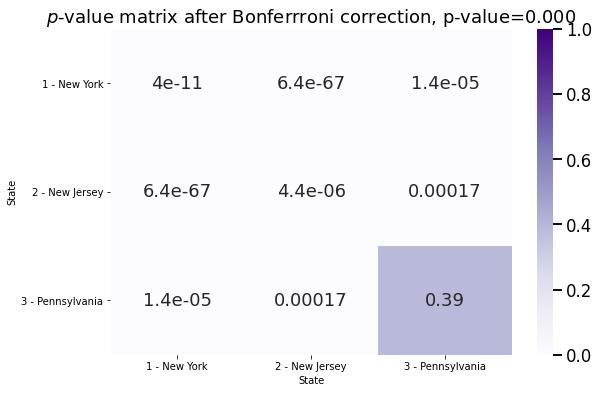 p-value matrix after Bonferrroni correction, p-value=0.000
1 - New York
4e-11 6.4e-67 1.4e-05
2 - New Jersey
6.4e-67 4.4e-06 0.00017
3 - Pennsylvania
1.4e-05 0.00017 0.39
State
1 - New York 2 - New Jersey 3 - Pennsylvania
State
1.0
0.8
0.6
0.4
0.2
0.0